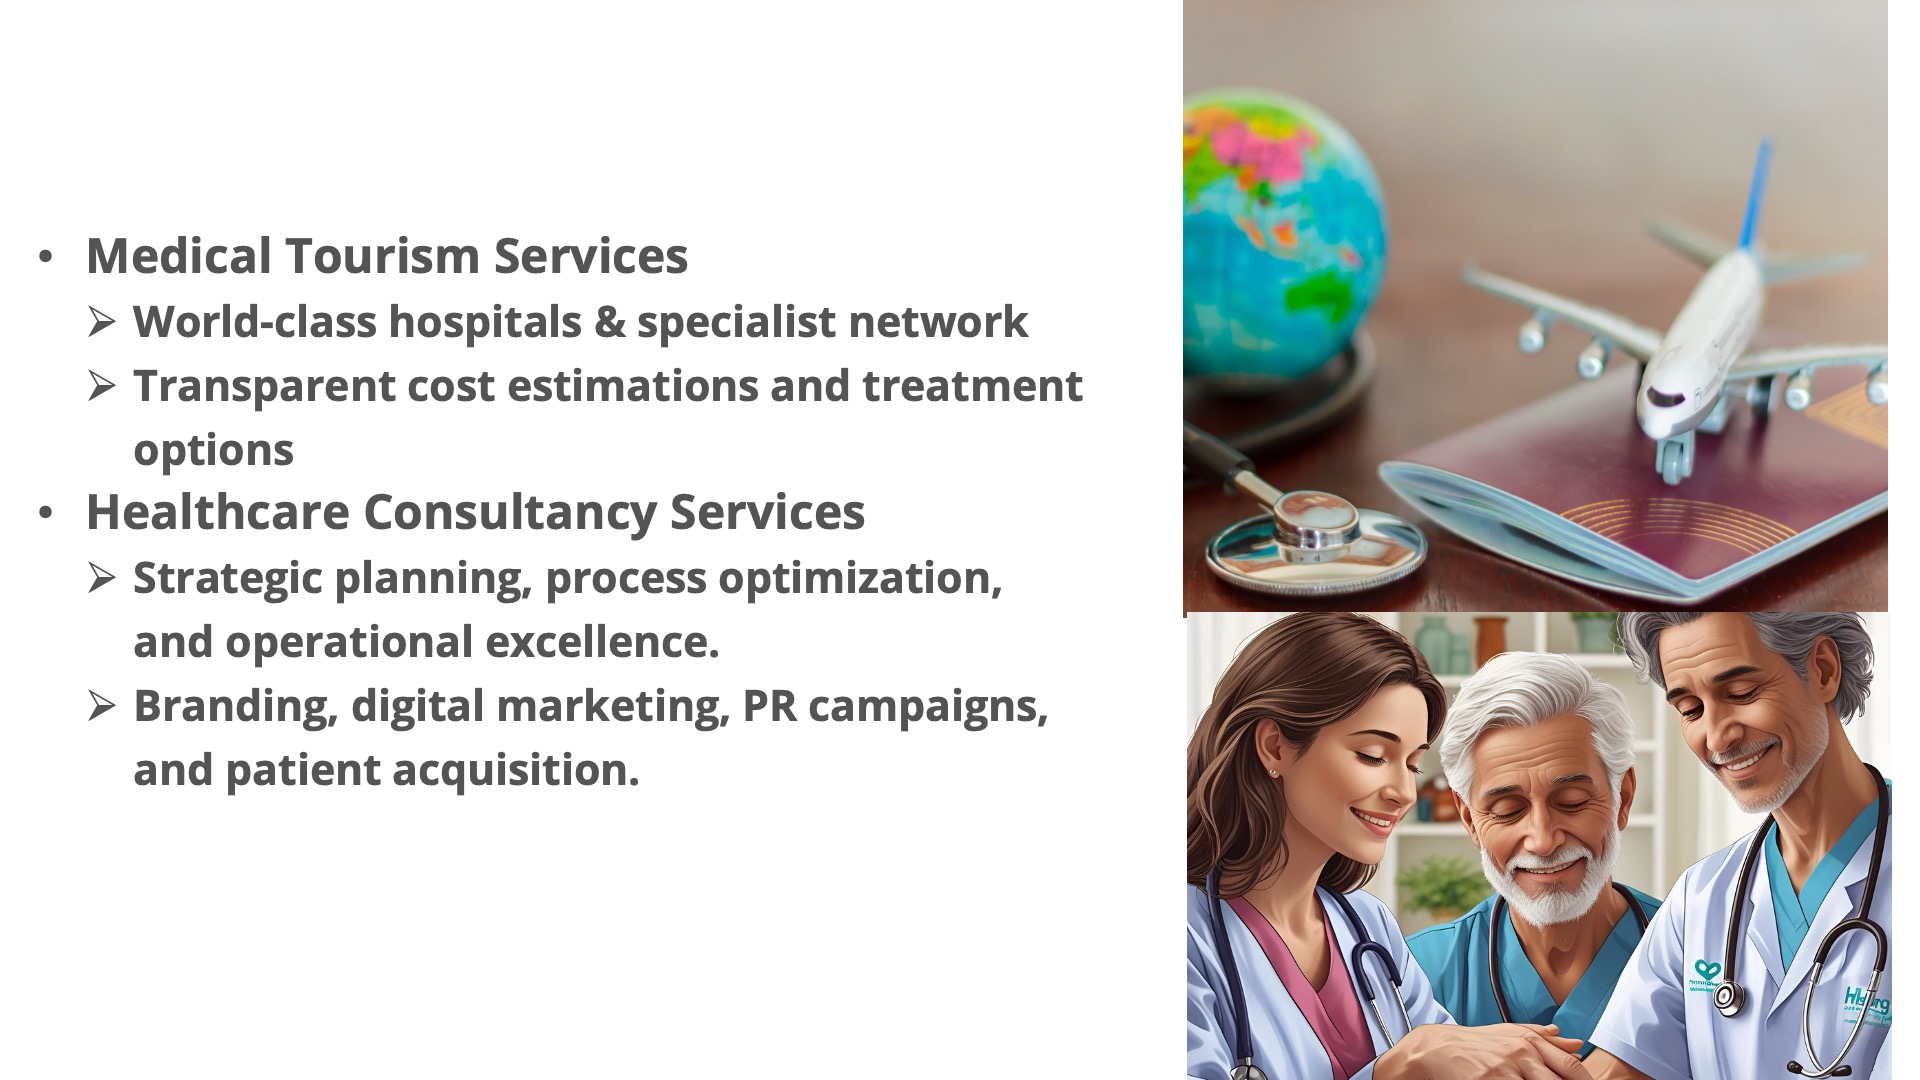 • Medical Tourism Services
➢ World-class hospitals & specialist network
➢ Transparent cost estimations and treatment
options
• Healthcare Consultancy Services
➢ Strategic planning, process optimization,
and operational excellence.
➢ Branding, digital marketing, PR campaigns,
and patient acquisition.